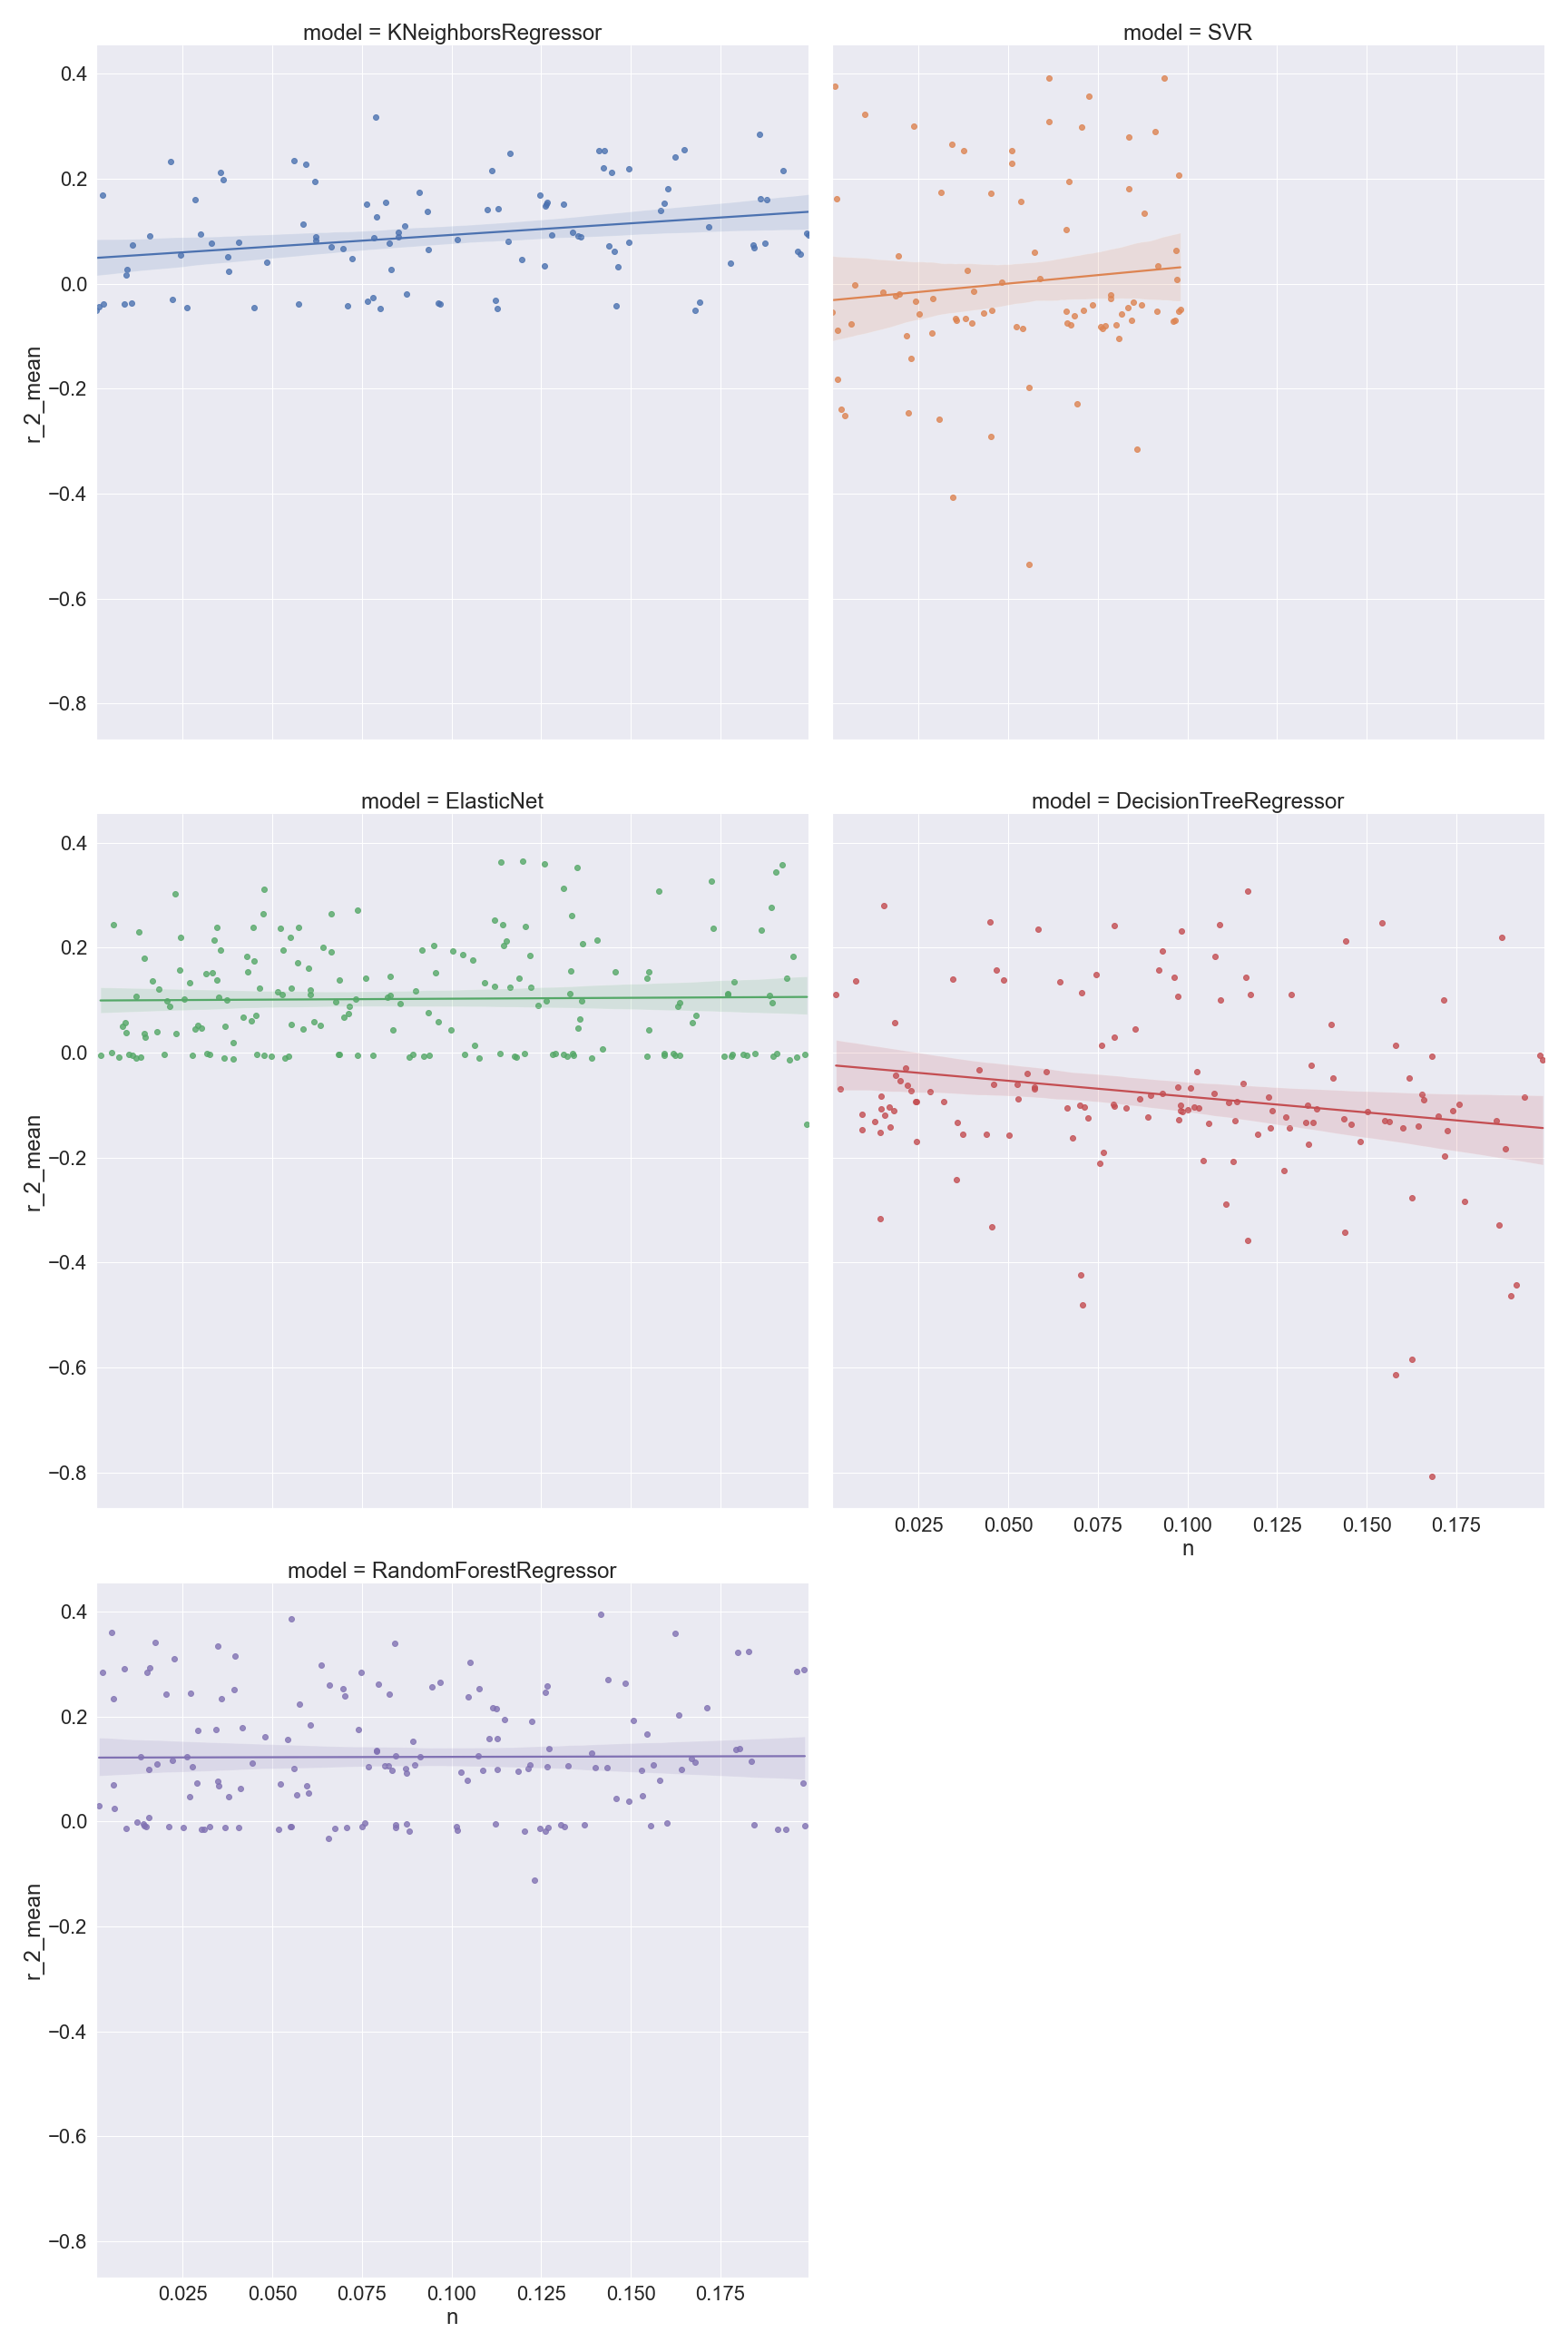 model = KNeighborsRegressor
model = SVR
0.4
0.2
0.0
−0.2
−0.4
−0.6
−0.8
r_2_mean
model = ElasticNet
model = DecisionTreeRegressor
0.4
0.2
0.0
−0.2
−0.4
−0.6
−0.8
r_2_mean
0.025 0.050 0.075 0.100 0.125 0.150 0.175
n
model = RandomForestRegressor
0.4
0.2
0.0
−0.2
−0.4
−0.6
−0.8
r_2_mean
0.025 0.050 0.075 0.100 0.125 0.150 0.175
n